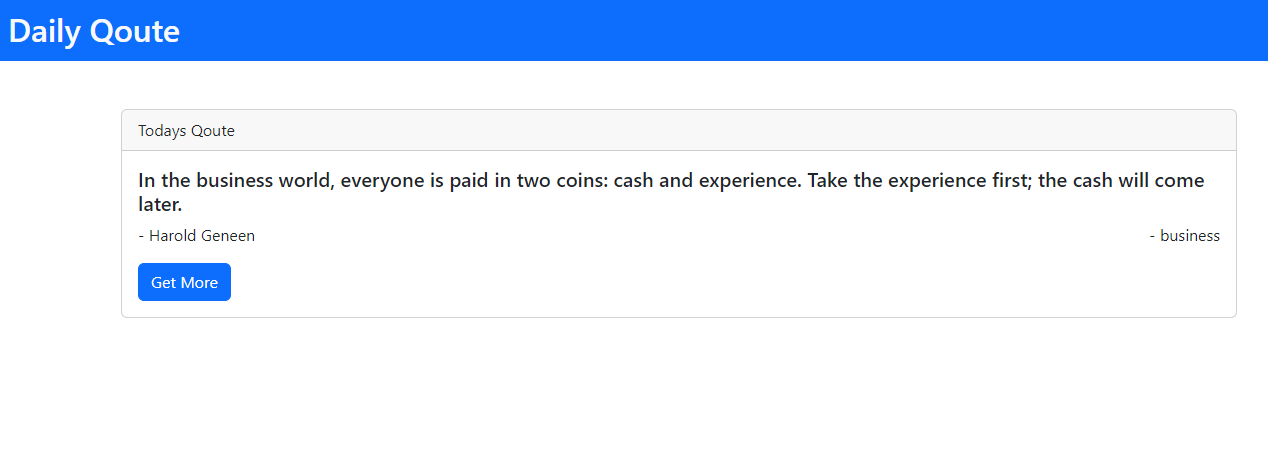 Daily Qoute
Todays Qoute
In the business world, everyone is paid in two coins: cash and experience. Take the experience first; the cash will come
later.
- Harold Geneen
- business
Get More